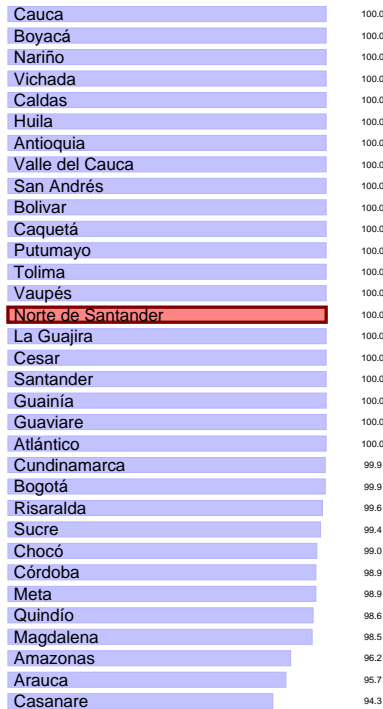 Cauca 100.0
Boyacá 100.0
Nariño 100.0
Vichada 100.0
Caldas 100.0
Huila 100.0
Antioquia 100.0
Valle del Cauca 100.0
San Andrés 100.0
Bolivar 100.0
Caquetá 100.0
Putumayo 100.0
Tolima 100.0
Vaupés 100.0
Norte de Santander 100.0
La Guajira 100.0
Cesar 100.0
Santander 100.0
Guainía 100.0
Guaviare 100.0
Atlántico 100.0
Cundinamarca 99.9
Bogotá 99.9
Risaralda 99.6
Sucre 99.4
Chocó 99.0
Córdoba 98.9
Meta 98.9
Quindío 98.6
Magdalena 98.5
Amazonas 96.2
Arauca 95.7
Casanare 94.3